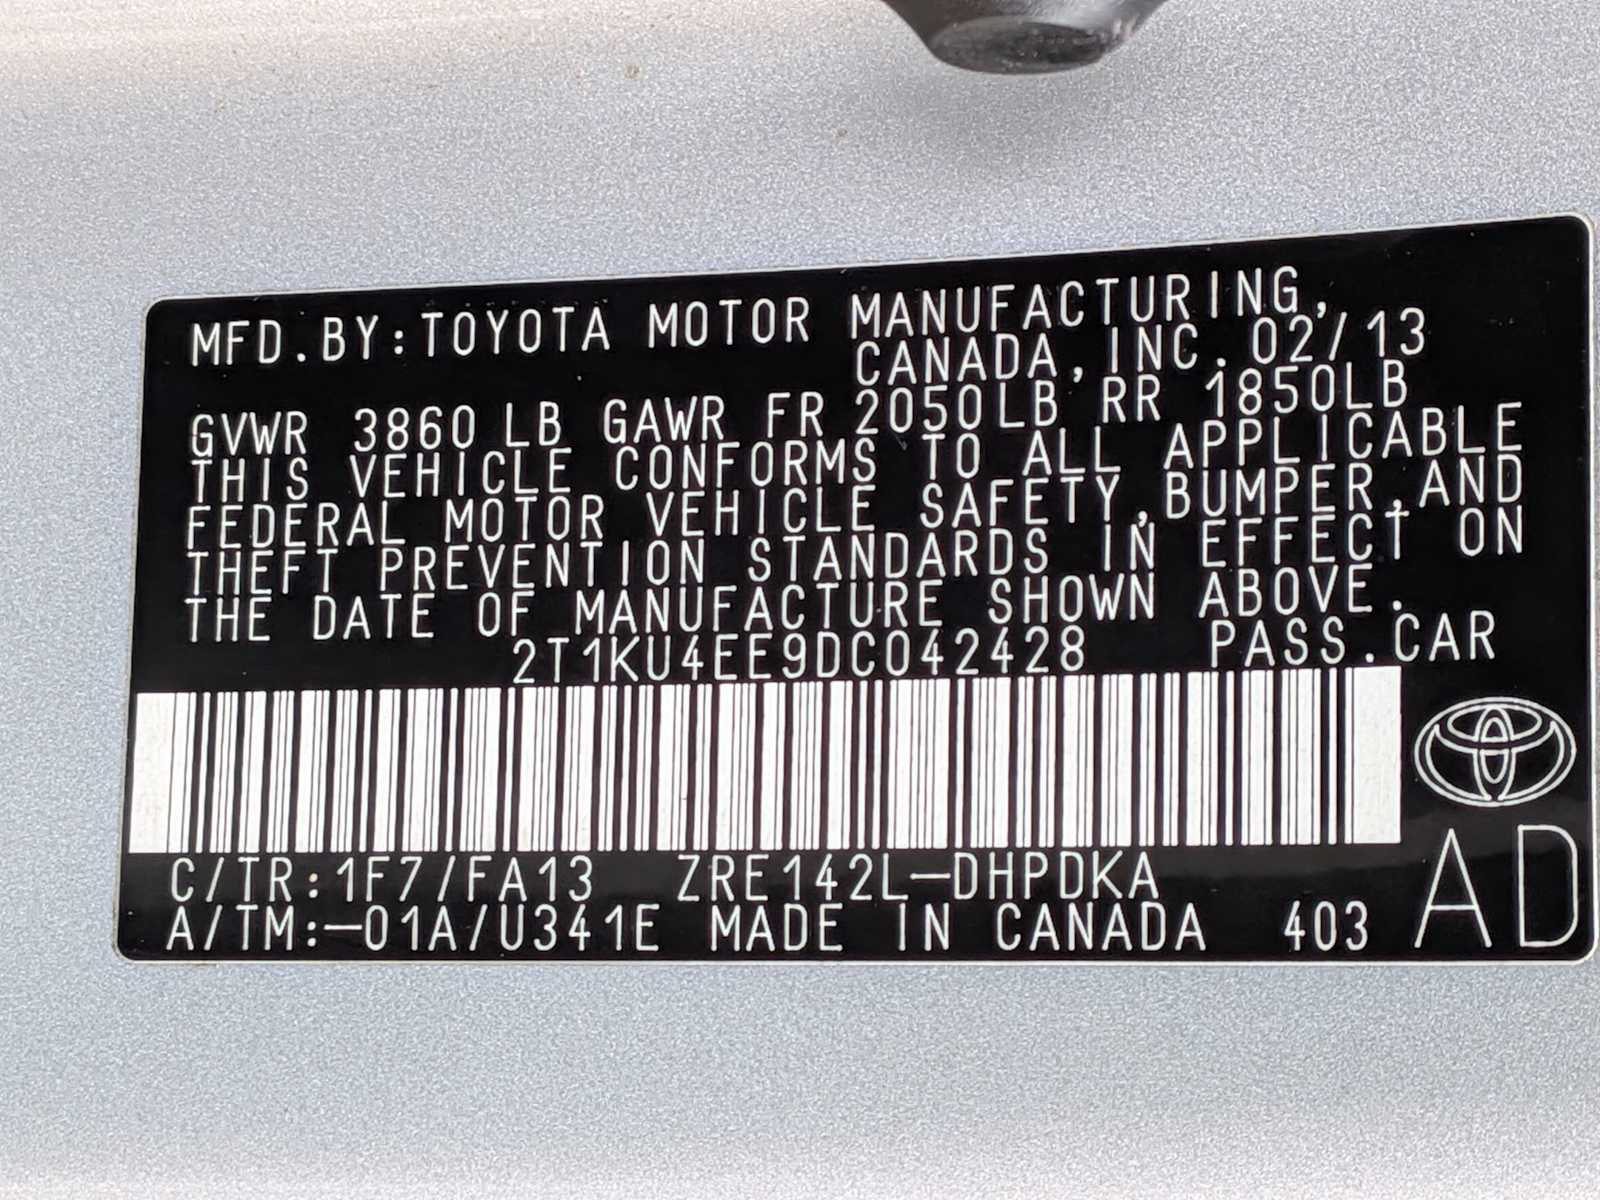 MFD.BY:TOYOTA MOTOR MANUFACTURING,
CANADA,INC.02/13
GVWR 3860LB GAWR FR 2050LB RR 1850LB
THIS VEHICLE CONFORMS TO ALL APPLICABLE
FEDERAL MOTOR VEHICLE SAFETY,BUMPER,AND
THEFT PREVENTION STANDARDS IN EFFECT ON
THE DATE OF MANUFACTURE SHOWN ABOVE.
2T1KU4EE9DC042428 PASS.CAR
C/TR:1F7/FA13 ZRE142L-DHPDKA
A/TM:-01A/U341E MADE IN CANADA 403
AD